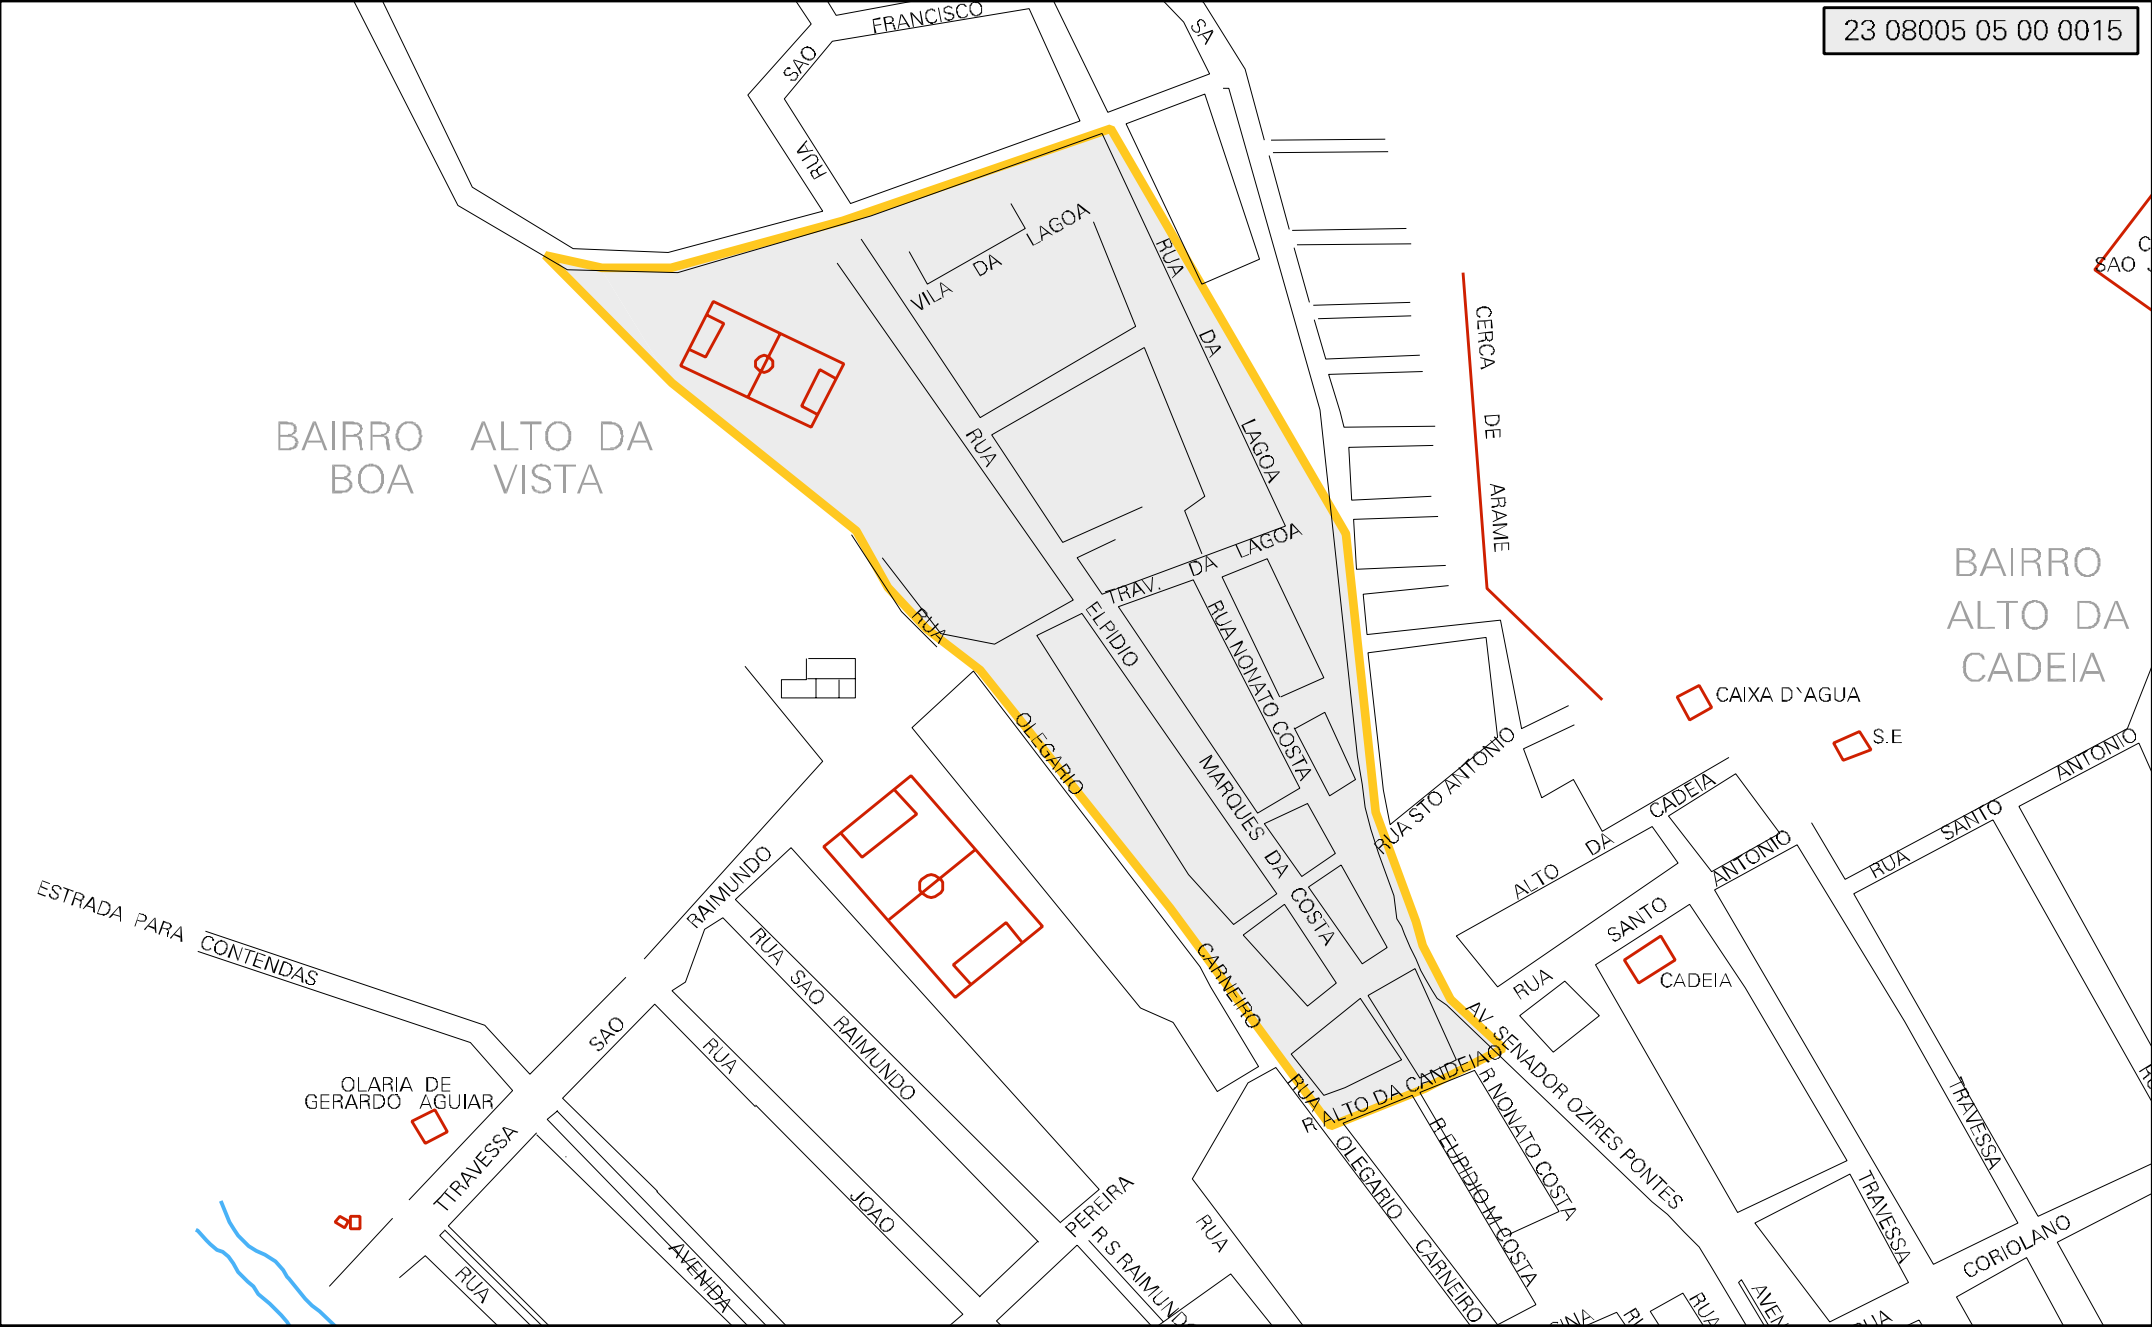 23 08005 05 00 0015
FRANCISCO
SAO
RUA
SA
VILA DA LAGOA
RUA DA LAGOA
CERCA DE ARAME
SAO
BAIRRO ALTO DA
BOA VISTA
BAIRRO
ALTO DA
CADEIA
RUA ELPIDIO MARQUES DA COSTA
TRAV. DA LAGOA
RUA NONATO COSTA
RUA OLEGARIO CARNEIRO
CAIXA D`AGUA
S.E
RUA STO ANTONIO
ALTO DA CADEIA
RUA SANTO ANTONIO
RUA SANTO ANTONIO
CADEIA
ESTRADA PARA CONTENDAS
TTRAVESSA SAO RAIMUNDO
RUA SAO RAIMUNDO
RUA JOAO
OLARIA DE
GERARDO AGUIAR
RUA ALTO DA CANDEIAO
AV. SENADOR OZIRES PONTES
R NONATO COSTA
R EUPIDIO M COSTA
R OLEGARIO CARNEIRO
PEREIRA
R S RAIMUNDO
RUA
AVENIDA
RUA
TRAVESSA
TRAVESSA
CORIOLANO
AVEN
RUA